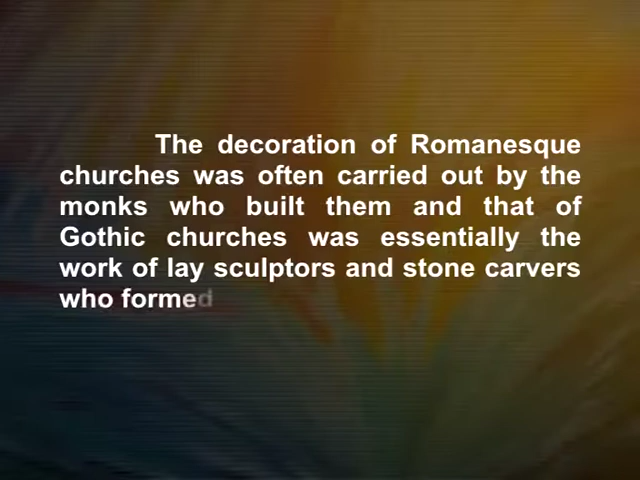 The decoration of Romanesque
churches was often carried out by the
monks who built them and that of
Gothic churches was essentially the
work of lay sculptors and stone carvers
who formed